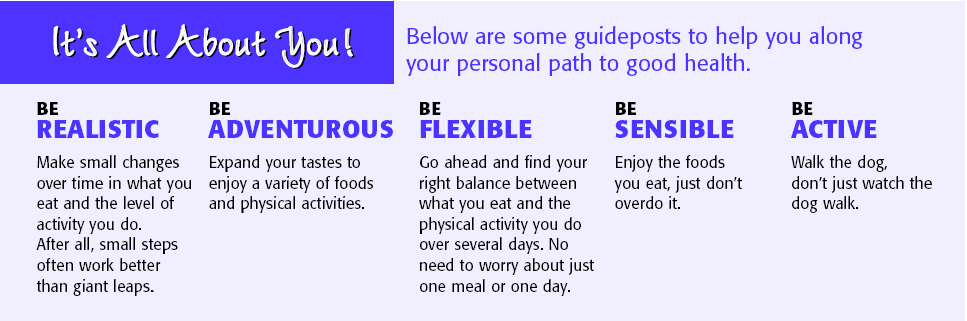 It's All About You!
Below are some guideposts to help you along
your personal path to good health.
BE
REALISTIC
Make small changes
over time in what you
eat and the level of
activity you do.
After all, small steps
often work better
than giant leaps.
BE
ADVENTUROUS
Expand your tastes to
enjoy a variety of foods
and physical activities.
BE
FLEXIBLE
Go ahead and find your
right balance between
what you eat and the
physical activity you do
over several days. No
need to worry about just
one meal or one day.
BE
SENSIBLE
Enjoy the foods
you eat, just don't
overdo it.
BE
ACTIVE
Walk the dog,
don't just watch the
dog walk.